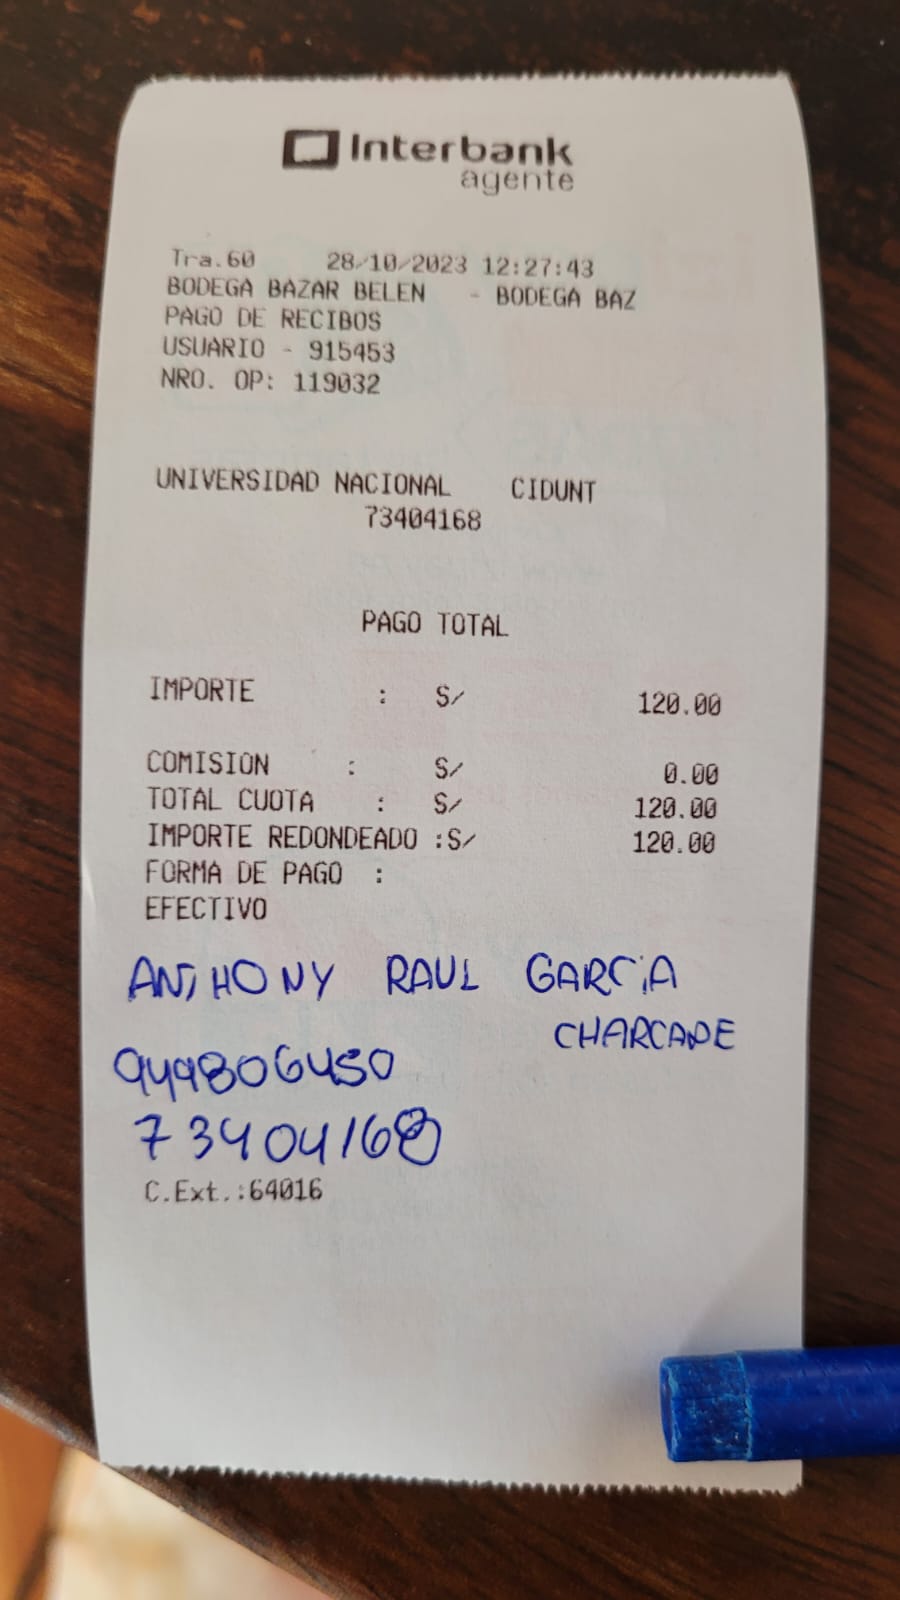 Interbank
agente
Tra.60 28/10/2023 12:27:43
BODEGA BAZAR BELEN - BODEGA BAZ
PAGO DE RECIBOS
USUARIO - 915453
NRO. OP: 119032
UNIVERSIDAD NACIONAL CIDUNT
73404168
PAGO TOTAL
IMPORTE : S/ 120.00
COMISION : S/ 0.00
TOTAL CUOTA : S/ 120.00
IMPORTE REDONDEADO :S/ 120.00
FORMA DE PAGO :
EFECTIVO
ANTHONY RAUL GARCIA
CHARCAPE
949806450
73404168
C.Ext.:64016